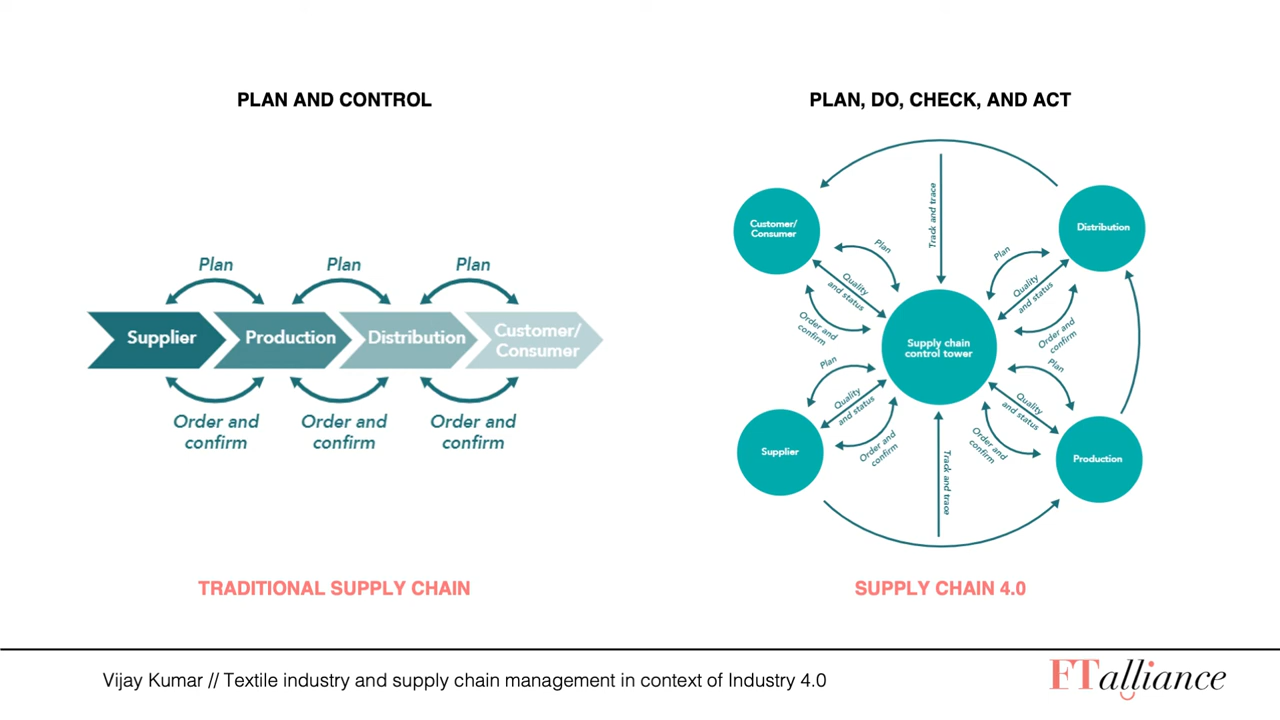 PLAN AND CONTROL
Plan
Plan
Plan
Supplier
Production
Distribution
Customer/
Consumer
Order and
confirm
Order and
confirm
Order and
confirm
TRADITIONAL SUPPLY CHAIN
PLAN, DO, CHECK, AND ACT
Customer/
Consumer
Distribution
Track and trace
Plan
Quality
and status
Order and
confirm
Plan
Quality
and status
Order and
confirm
Supply chain
control tower
Plan
Quality
and status
Order and
confirm
Plan
Quality
and status
Order and
confirm
Supplier
Track and trace
Production
SUPPLY CHAIN 4.0
Vijay Kumar // Textile industry and supply chain management in context of Industry 4.0
FTalliance